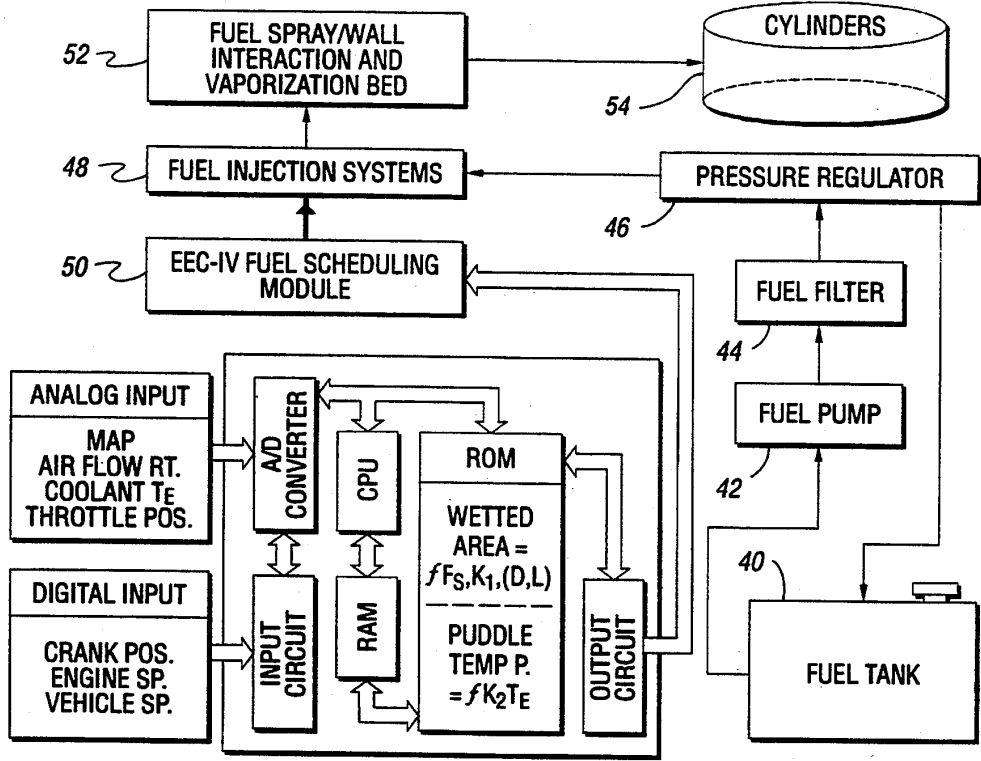 52
FUEL SPRAY/WALL
INTERACTION AND
VAPORIZATION BED
CYLINDERS
54
48
FUEL INJECTION SYSTEMS
PRESSURE REGULATOR
46
50
EEC-IV FUEL SCHEDULING
MODULE
FUEL FILTER
44
FUEL PUMP
42
ANALOG INPUT
MAP
AIR FLOW RT.
COOLANT TE
THROTTLE POS.
DIGITAL INPUT
CRANK POS.
ENGINE SP.
VEHICLE SP.
A/D
CONVERTER
INPUT
CIRCUIT
CPU
RAM
ROM
WETTED
AREA =
fFS,K1,(D,L)
PUDDLE
TEMP P.
= fK2TE
OUTPUT
CIRCUIT
40
FUEL TANK